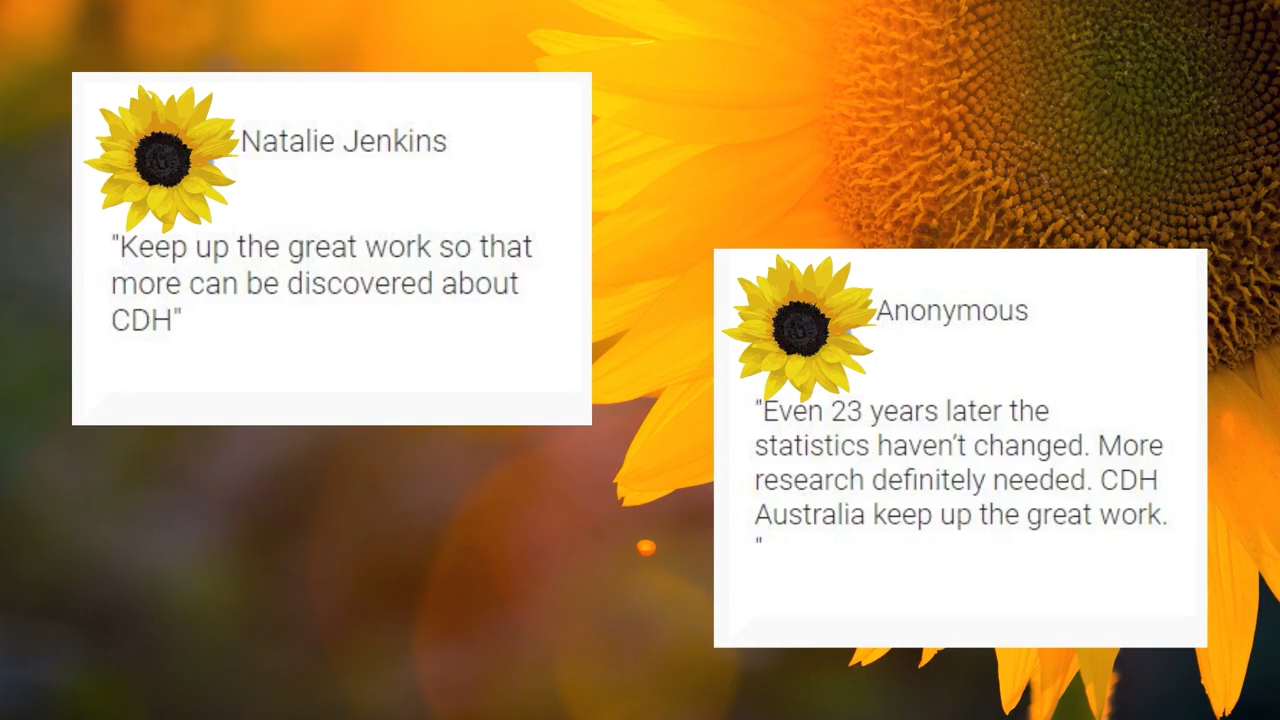 Natalie Jenkins
"Keep up the great work so that
more can be discovered about
CDH"
Anonymous
"Even 23 years later the
statistics haven't changed. More
research definitely needed. CDH
Australia keep up the great work.
"